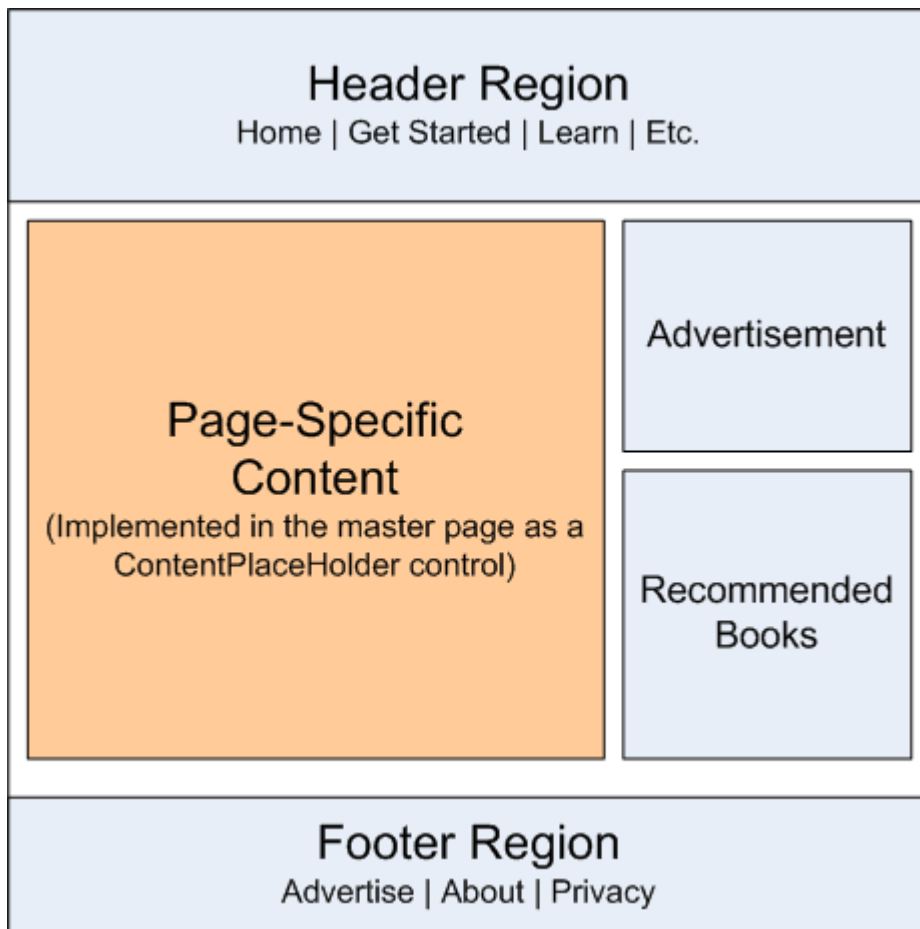 Header Region
Home | Get Started | Learn | Etc.
Page-Specific
Content
(Implemented in the master page as a
ContentPlaceHolder control)
Advertisement
Recommended
Books
Footer Region
Advertise | About | Privacy